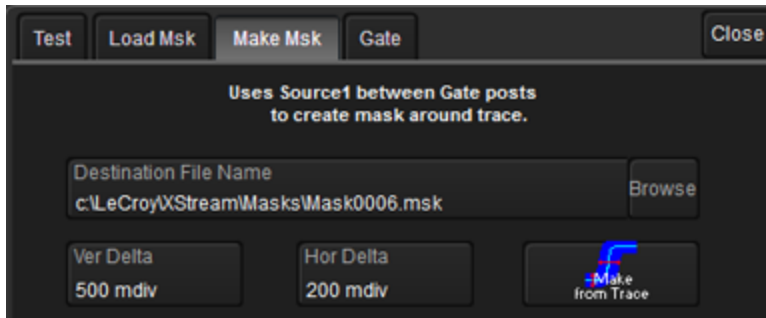 Test Load Msk Make Msk Gate Close
Uses Source1 between Gate posts
to create mask around trace.
Destination File Name
c:\LeCroy\XStream\Masks\Mask0006.msk
Browse
Ver Delta
500 mdiv
Hor Delta
200 mdiv
Make
from Trace